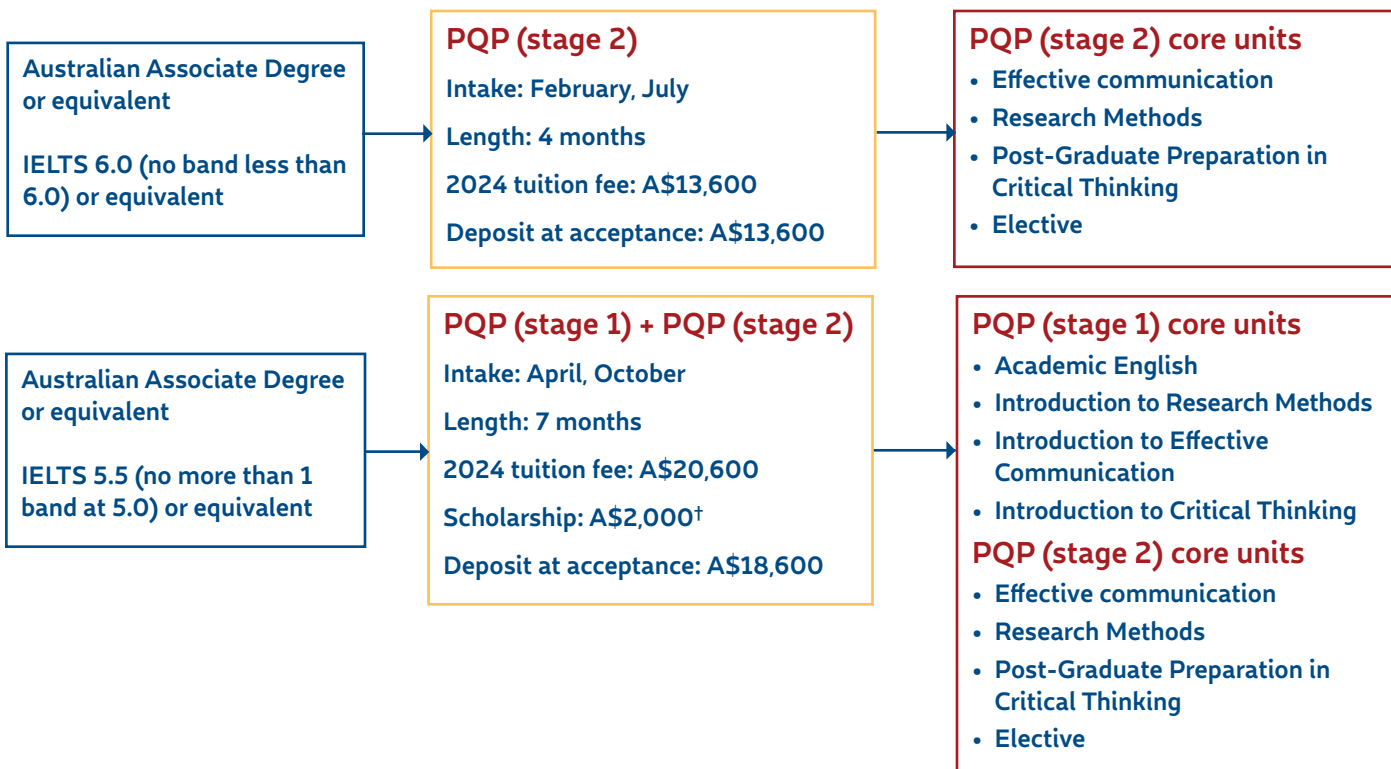 Australian Associate Degree
or equivalent
IELTS 6.0 (no band less than
6.0) or equivalent
PQP (stage 2)
Intake: February, July
Length: 4 months
2024 tuition fee: A$13,600
Deposit at acceptance: A$13,600
PQP (stage 2) core units
• Effective communication
• Research Methods
• Post-Graduate Preparation in
Critical Thinking
• Elective
Australian Associate Degree
or equivalent
IELTS 5.5 (no more than 1
band at 5.0) or equivalent
PQP (stage 1) + PQP (stage 2)
Intake: April, October
Length: 7 months
2024 tuition fee: A$20,600
Scholarship: A$2,000†
Deposit at acceptance: A$18,600
PQP (stage 1) core units
• Academic English
• Introduction to Research Methods
• Introduction to Effective
Communication
• Introduction to Critical Thinking
PQP (stage 2) core units
• Effective communication
• Research Methods
• Post-Graduate Preparation in
Critical Thinking
• Elective